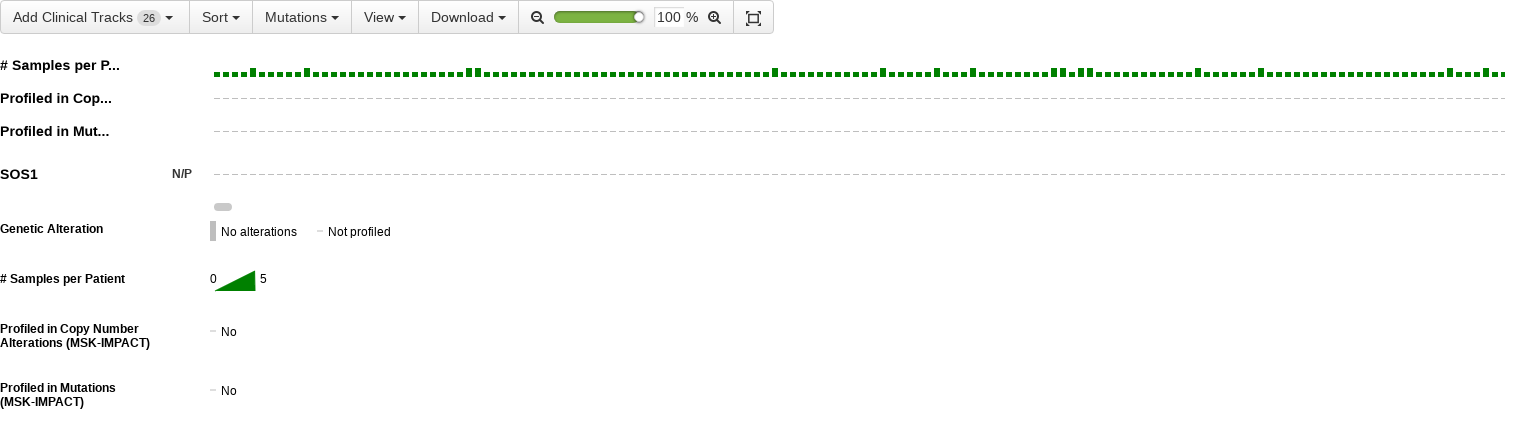 Add Clinical Tracks 26 Sort Mutations View Download 100 %
# Samples per P...
Profiled in Cop...
Profiled in Mut...
SOS1 N/P
Genetic Alteration No alterations Not profiled
# Samples per Patient 0 5
Profiled in Copy Number
Alterations (MSK-IMPACT) No
Profiled in Mutations
(MSK-IMPACT) No